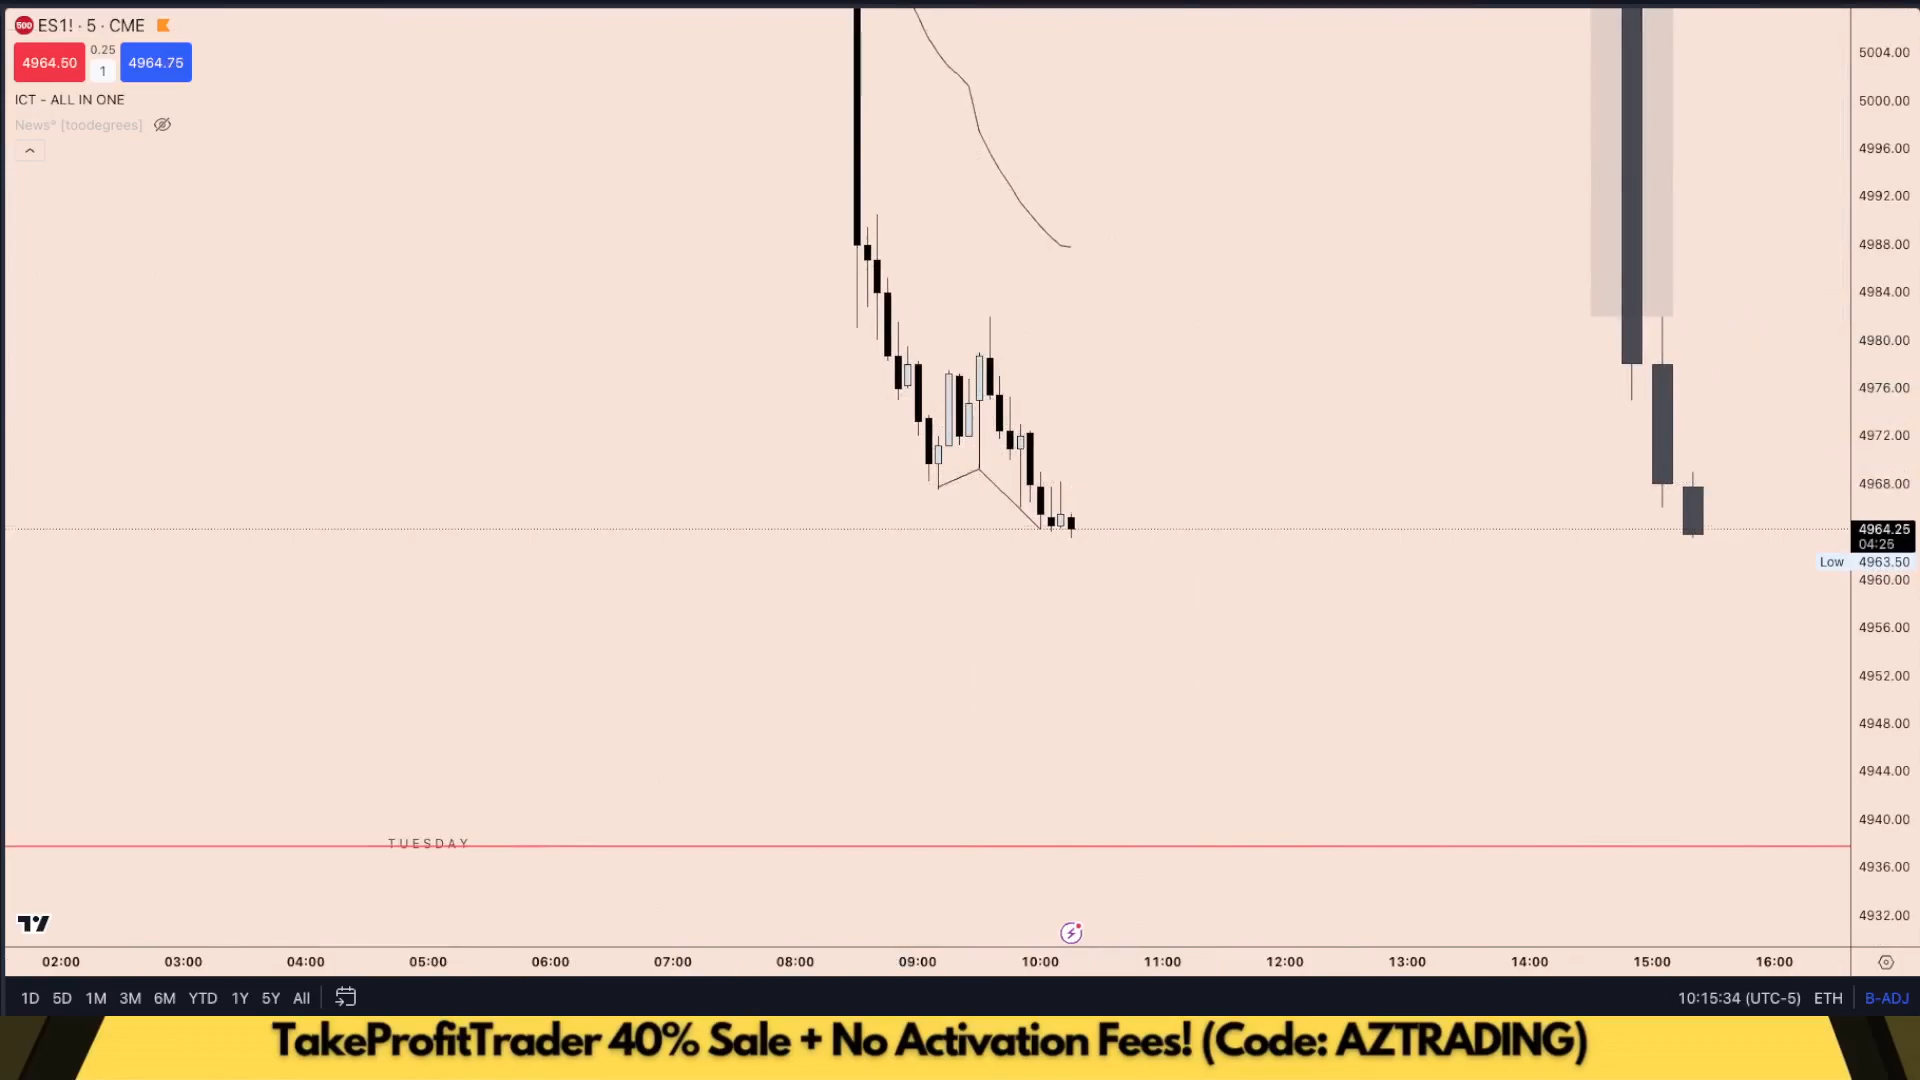 500 ES1! · 5 · CME
4964.50 0.25 1 4964.75
ICT - ALL IN ONE
News° [toodegrees]
5004.00
5000.00
4996.00
4992.00
4988.00
4984.00
4980.00
4976.00
4972.00
4968.00
4964.25
04:26
Low 4963.50
4960.00
4956.00
4952.00
4948.00
4944.00
4940.00
TUESDAY
4936.00
4932.00
02:00 03:00 04:00 05:00 06:00 07:00 08:00 09:00 10:00 11:00 12:00 13:00 14:00 15:00 16:00
1D 5D 1M 3M 6M YTD 1Y 5Y All 10:15:34 (UTC-5) ETH B-ADJ
TakeProfitTrader 40% Sale + No Activation Fees! (Code: AZTRADING)